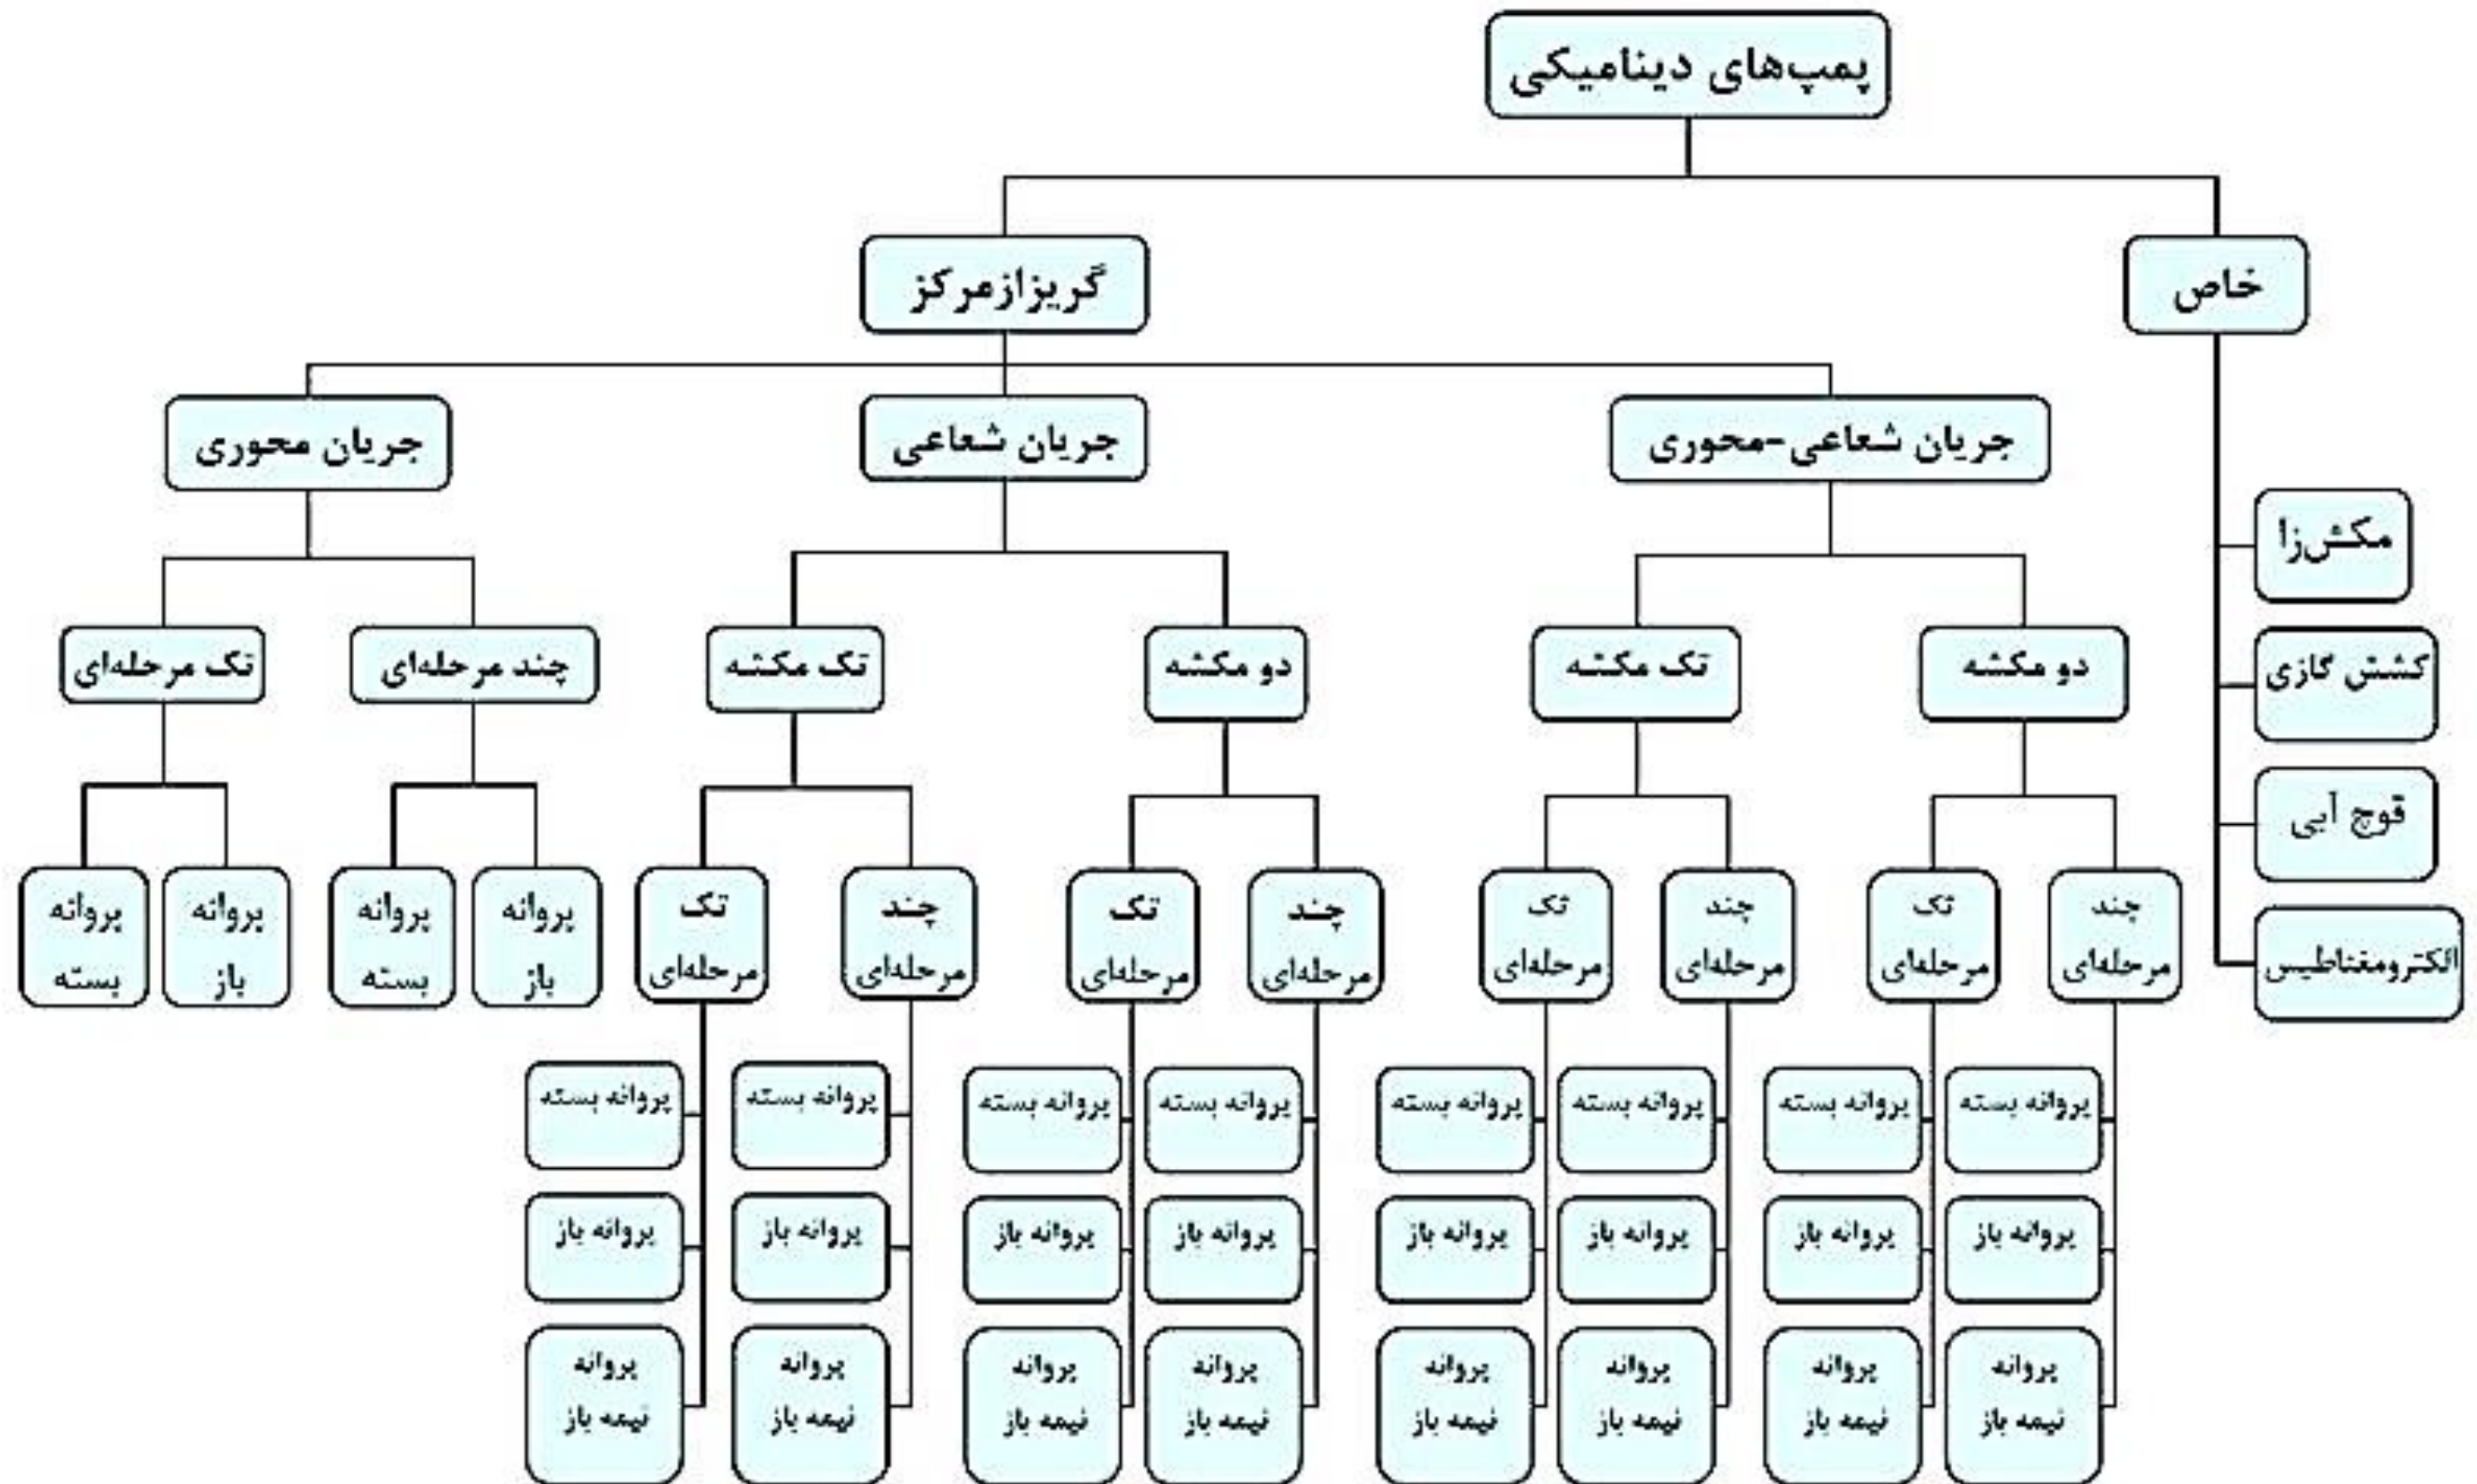 پمپ‌های دینامیکی
خاص
گریزازمرکز
جریان شعاعی-محوری
جریان شعاعی
جریان محوری
مکش‌زا
کشش گازی
قوچ آبی
الکترومغناطیس
دو مکشه
تک مکشه
دو مکشه
تک مکشه
چند مرحله‌ای
تک مرحله‌ای
چند
مرحله‌ای
تک
مرحله‌ای
چند
مرحله‌ای
تک
مرحله‌ای
چند
مرحله‌ای
تک
مرحله‌ای
چند
مرحله‌ای
تک
مرحله‌ای
پروانه
باز
پروانه
بسته
پروانه
باز
پروانه
بسته
پروانه بسته
پروانه بسته
پروانه بسته
پروانه بسته
پروانه بسته
پروانه بسته
پروانه بسته
پروانه بسته
پروانه باز
پروانه باز
پروانه باز
پروانه باز
پروانه باز
پروانه باز
پروانه باز
پروانه باز
پروانه
نیمه باز
پروانه
نیمه باز
پروانه
نیمه باز
پروانه
نیمه باز
پروانه
نیمه باز
پروانه
نیمه باز
پروانه
نیمه باز
پروانه
نیمه باز